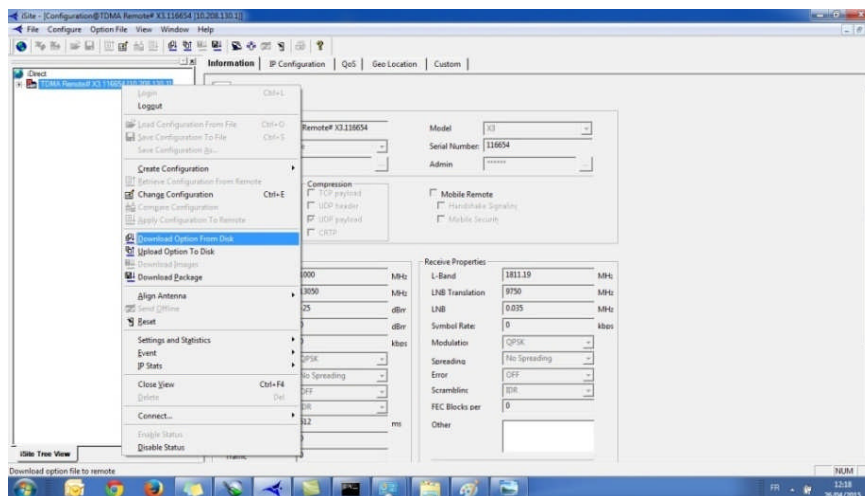 iSite - [Configuration@TDMA Remote# X3.116654 [10.208.130.1]]
File Configure Option File View Window Help
Information IP Configuration QoS Geo Location Custom
iDirect
TDMA Remote# X3.116654 [10.208.130.1]
Login Ctrl+L
Logout
Load Configuration From File Ctrl+O
Save Configuration To File Ctrl+S
Save Configuration As...
Create Configuration
Retrieve Configuration From Remote
Change Configuration Ctrl+E
Compare Configuration
Apply Configuration To Remote
Download Option From Disk
Upload Option To Disk
Download Images
Download Package
Align Antenna
Send Offline
Reset
Settings and Statistics
Event
IP Stats
Close View Ctrl+F4
Delete Del
Connect...
Enable Status
Disable Status
Remote# X3.116654
Model X3
Serial Number: 116654
Admin ******
Compression
TCP payload
UDP header
UDP payload
CRTP
Mobile Remote
Handshake Signaling
Mobile Security
Receive Properties
1000 MHz L-Band 1811.19 MHz
13050 MHz LNB Translation 9750 MHz
-25 dBm LNB 0.035 MHz
dBm Symbol Rate: 0 kbps
kbps Modulation QPSK
QPSK Spreading No Spreading
No Spreading Error OFF
OFF Scrambling IDR
IDR FEC Blocks per 0
512 ms Other
iSite Tree View
Download option file to remote NUM
FR 12:18